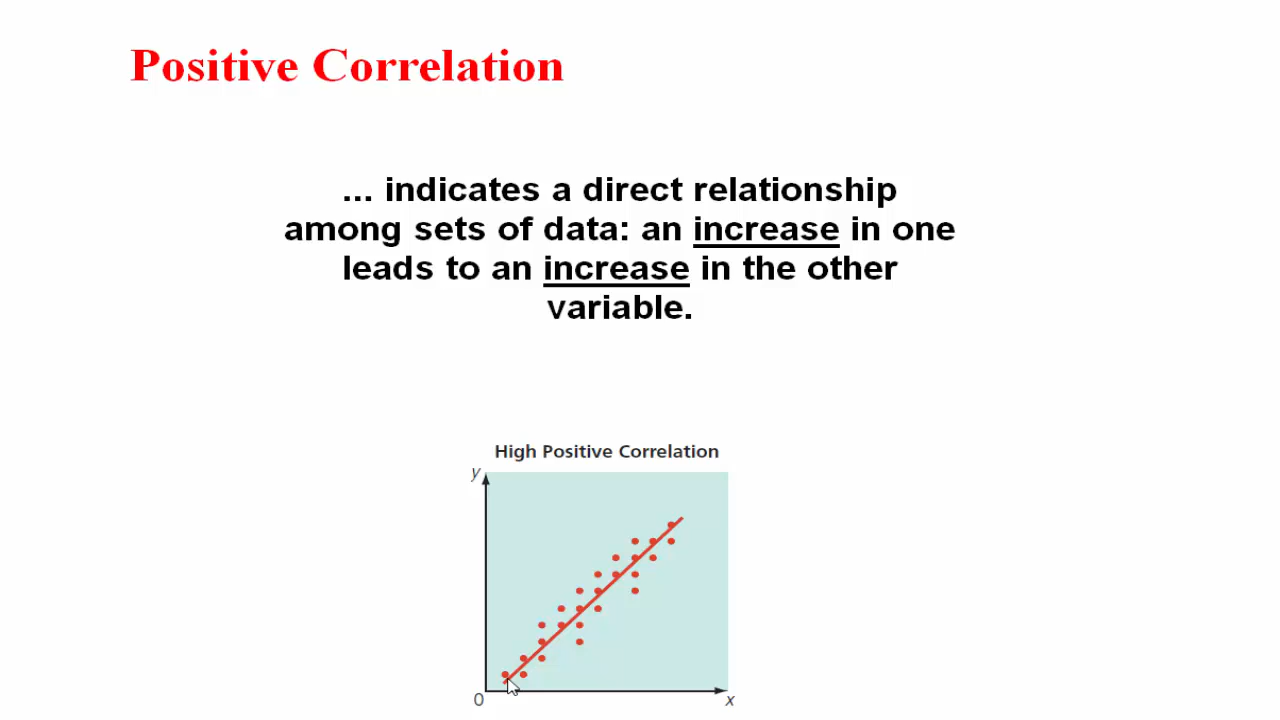 Positive Correlation
... indicates a direct relationship
among sets of data: an increase in one
leads to an increase in the other
variable.
High Positive Correlation
y
0
x